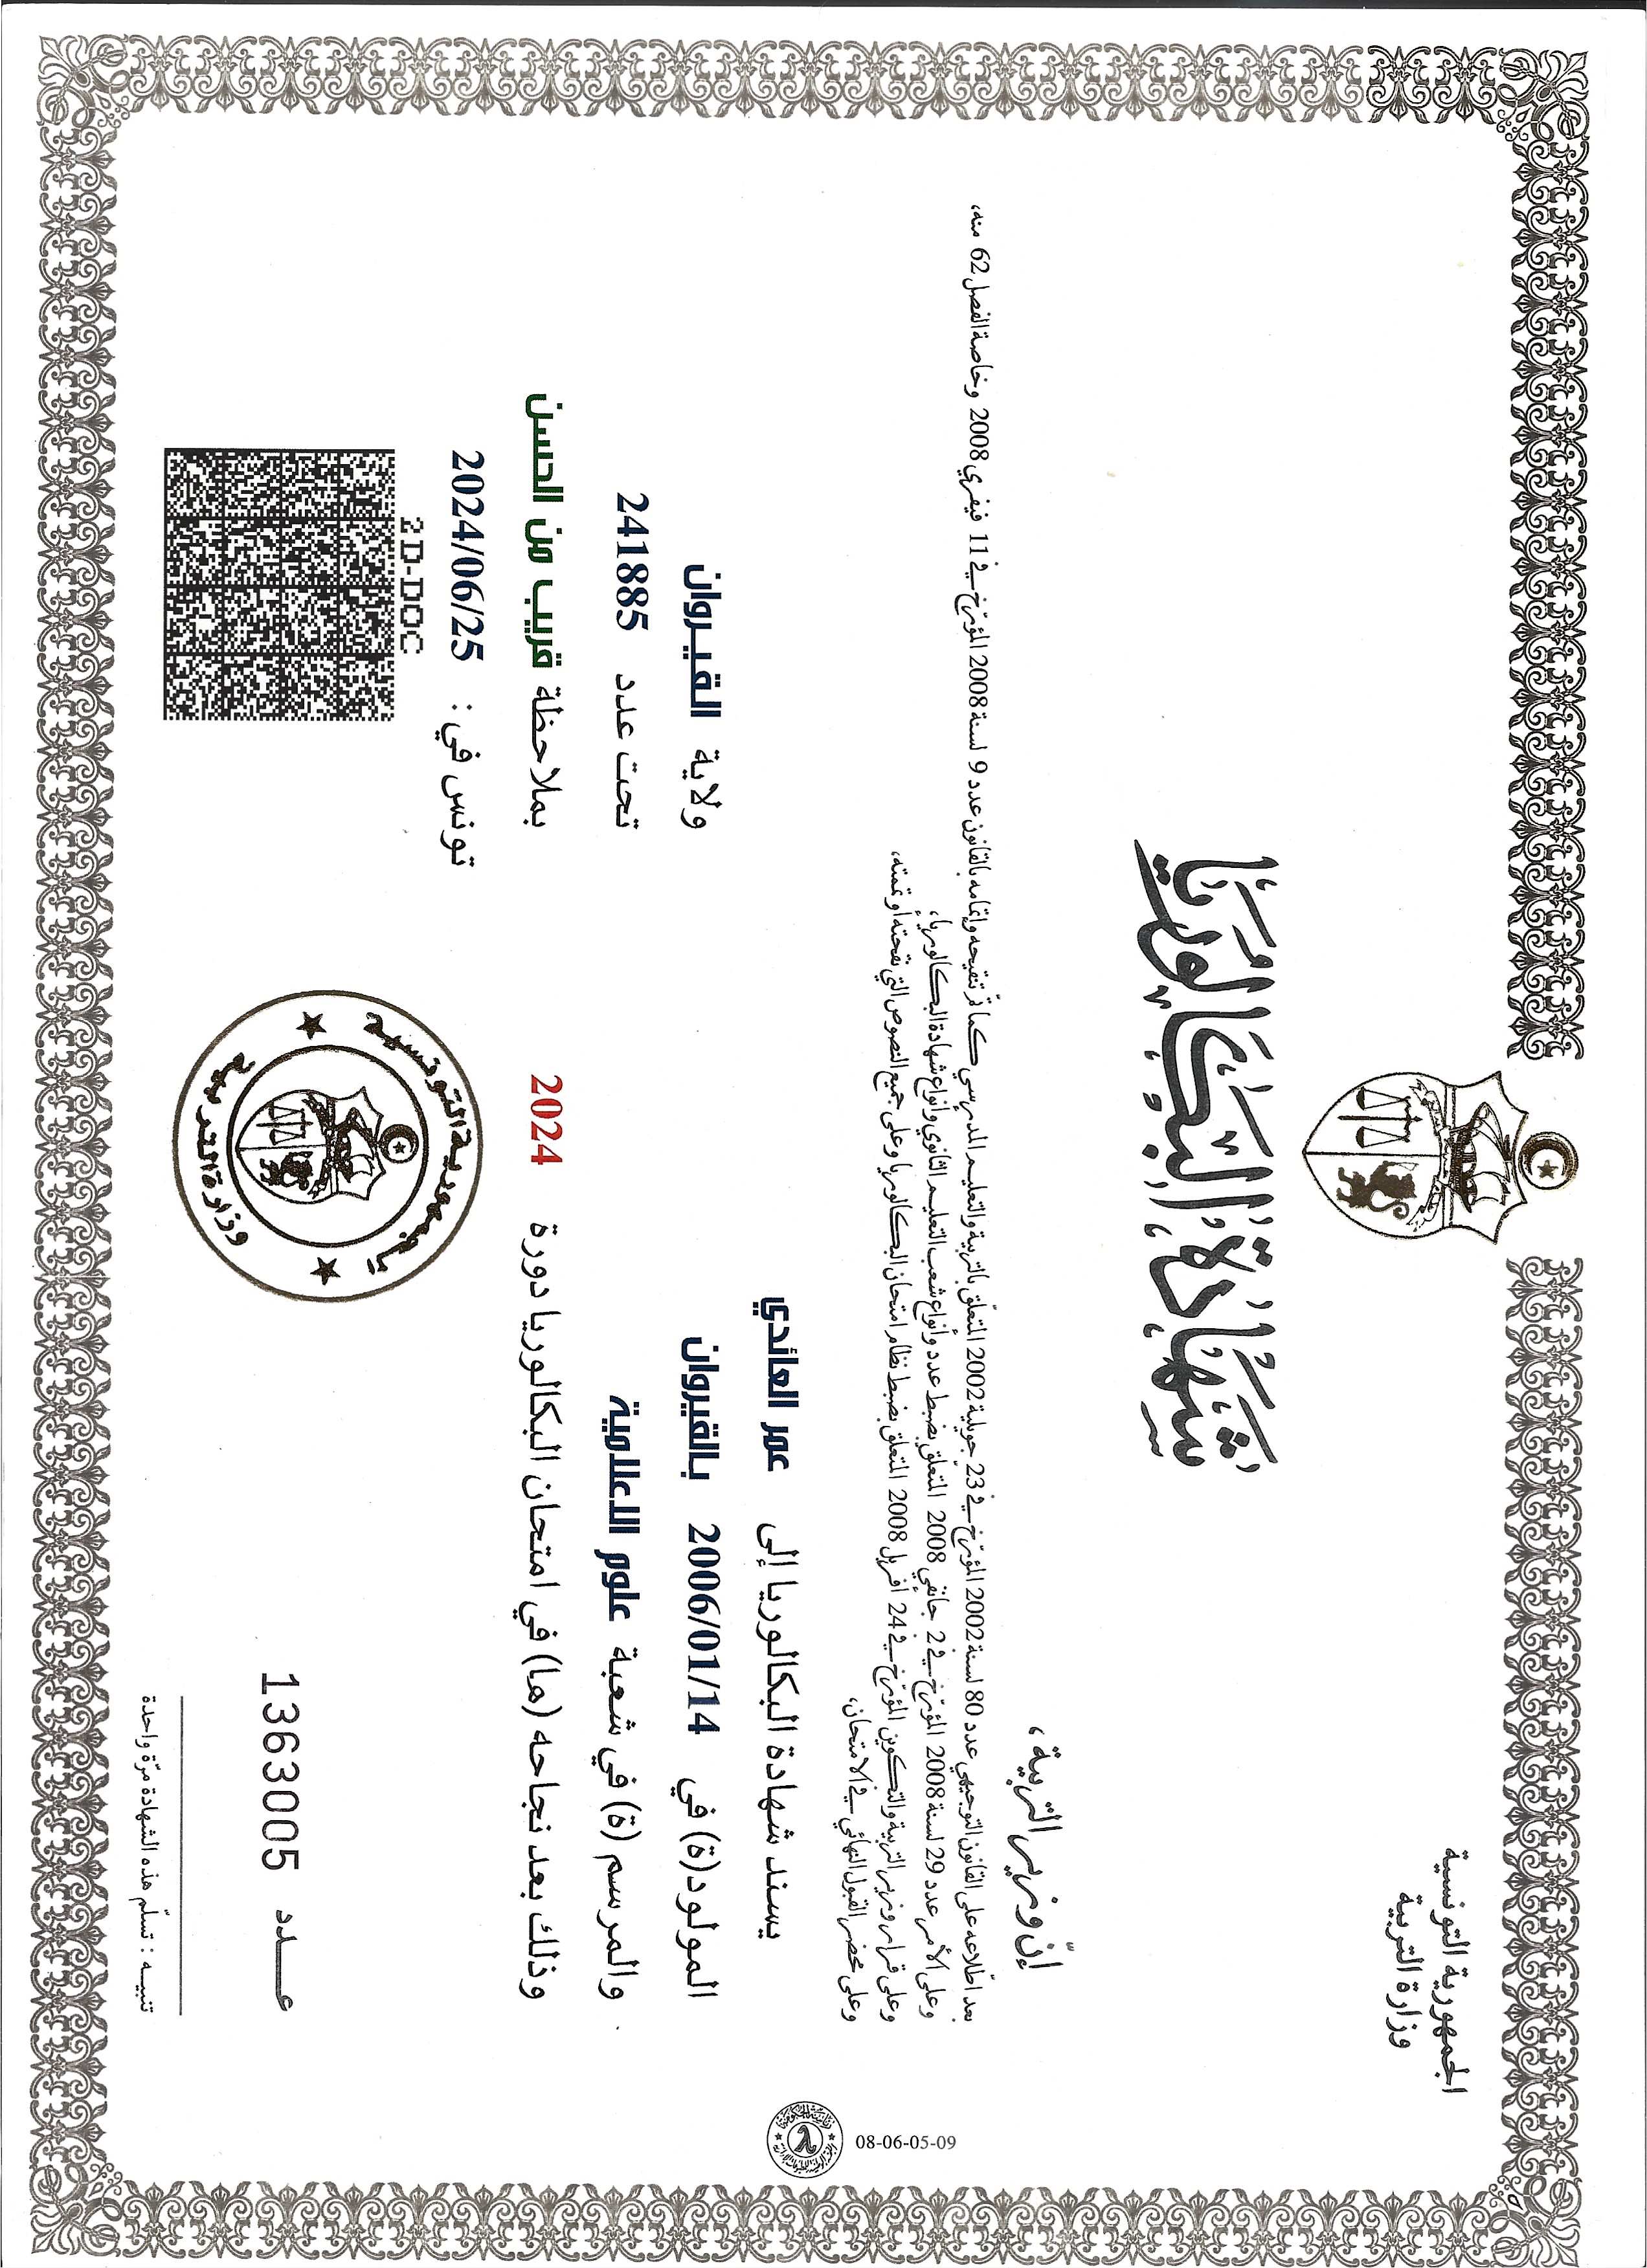 الجمهورية التونسية
وزارة التربية
شَهَادَة البَكَالُورِيَا
إنّ وزير التربية ،
بعد اطّلاعه على القانون التوجيهي عدد 80 لسنة 2002 المؤرّخ في 23 جويلية 2002 المتعلّق بالتربية والتعليم المدرسي كما تمّ تنقيحه وإتمامه بالقانون عدد 9 لسنة 2008 المؤرّخ في 11 فيفري 2008 وخاصة الفصل 62 منه،
وعلى الأمر عدد 29 لسنة 2008 المؤرّخ في 2 جانفي 2008 المتعلّق بضبط عدد وأنواع شعب التعليم الثانوي وأنواع شهادة البكالوريا،
وعلى قرار وزير التربية والتكوين المؤرّخ في 24 أفريل 2008 المتعلّق بضبط نظام امتحان البكالوريا وعلى جميع النصوص التي نقحته أو تممته،
وعلى محضر القبول النهائي في الامتحان،
08-06-05-09
يسند شهادة البكالوريا إلى عمر العائدي
المولود(ة) في 2006/01/14 بالقيروان ولاية القيروان
والمرسم (ة) في شعبة علوم الاعلامية تحت عدد 241885
وذلك بعد نجاحه (ها) في امتحان البكالوريا دورة 2024 بملاحظة قريب من الحسن
تونس في : 2024/06/25
2D-DOC
الجمهورية التونسية
وزارة التربية
عــدد 1363005
تنبيـه : تسلّم هذه الشهادة مرّة واحدة